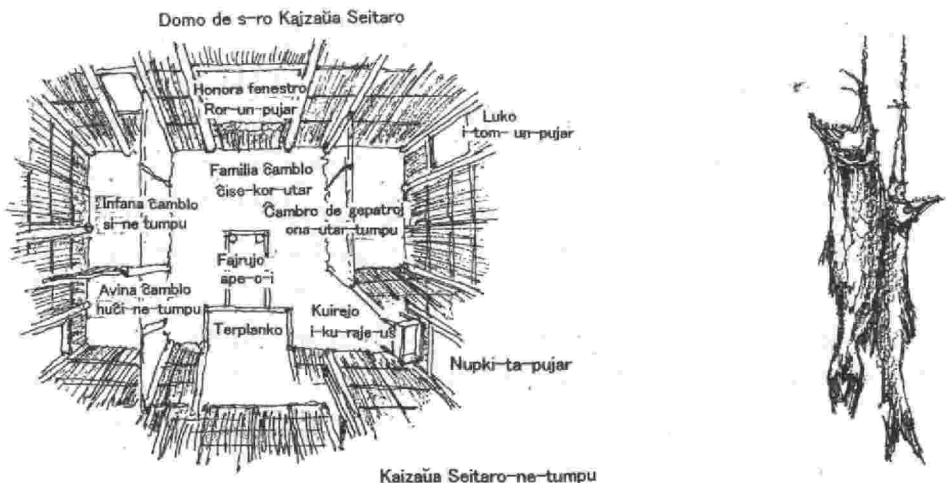 Domo de s-ro Kajzaŭa Seitaro
Honora fenestro
Ror-un-pujar
Luko
i-tom-un-pujar
Familia ĉamblo
ĉise-kor-utar
Infana ĉamblo
si-ne tumpu
Ĉambro de gepatroj
ona-utar tumpu
Fajrujo
ape-o-i
Avina ĉamblo
huĉi-ne-tumpu
Terplanko
Kuirejo
i-ku-raje-uŝ
Nupki-ta-pujar
Kaizaŭa Seitaro-ne-tumpu